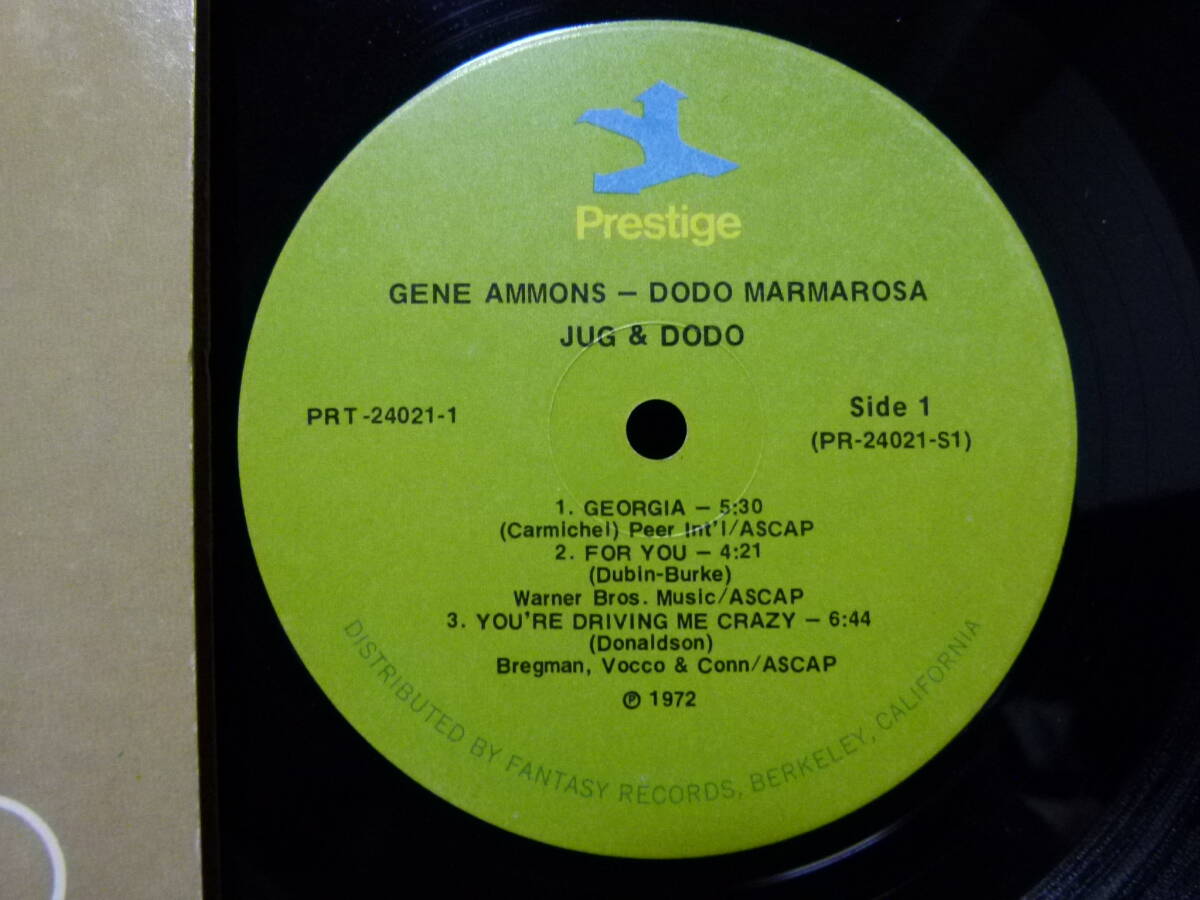 Prestige
GENE AMMONS – DODO MARMAROSA
JUG & DODO
PRT-24021-1
Side 1
(PR-24021-S1)
1. GEORGIA – 5:30
(Carmichel) Peer Int'l/ASCAP
2. FOR YOU – 4:21
(Dubin-Burke)
Warner Bros. Music/ASCAP
3. YOU'RE DRIVING ME CRAZY – 6:44
(Donaldson)
Bregman, Vocco & Conn/ASCAP
℗ 1972
DISTRIBUTED BY FANTASY RECORDS, BERKELEY, CALIFORNIA